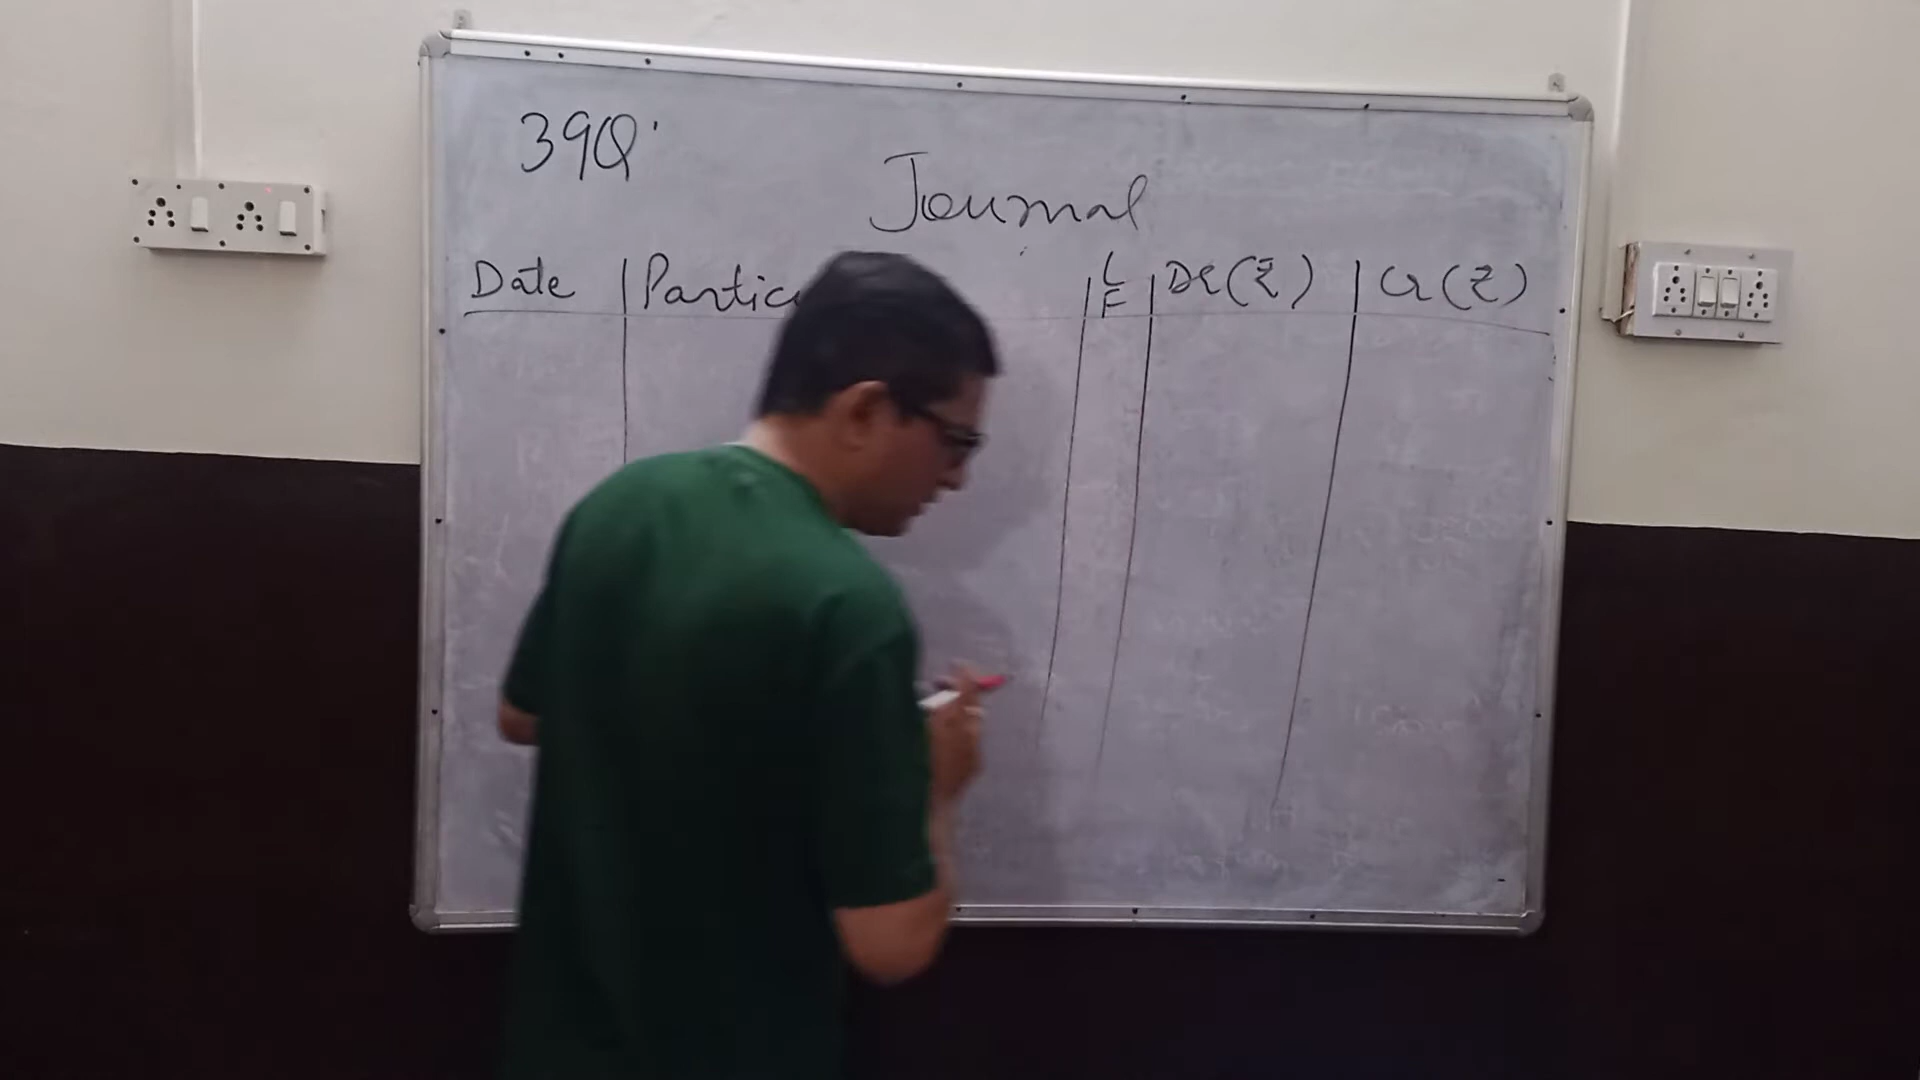 39Q.
Journal
Date Partic L F Dr (₹) Cr (₹)